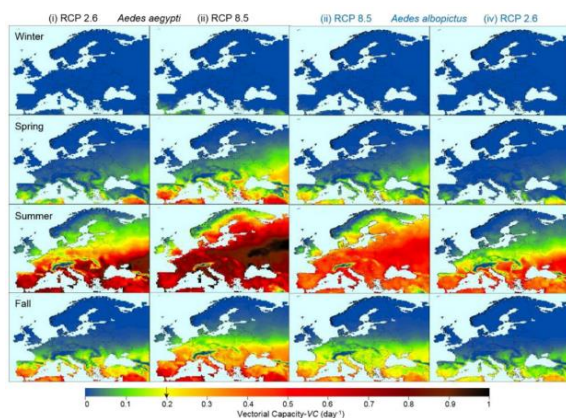 (i) RCP 2.6 Aedes aegypti (ii) RCP 8.5 (ii) RCP 8.5 Aedes albopictus (iv) RCP 2.6
Winter
Spring
Summer
Fall
0 0.1 0.2 0.3 0.4 0.5 0.6 0.7 0.8 0.9 1
Vectorial Capacity-VC (day-1)